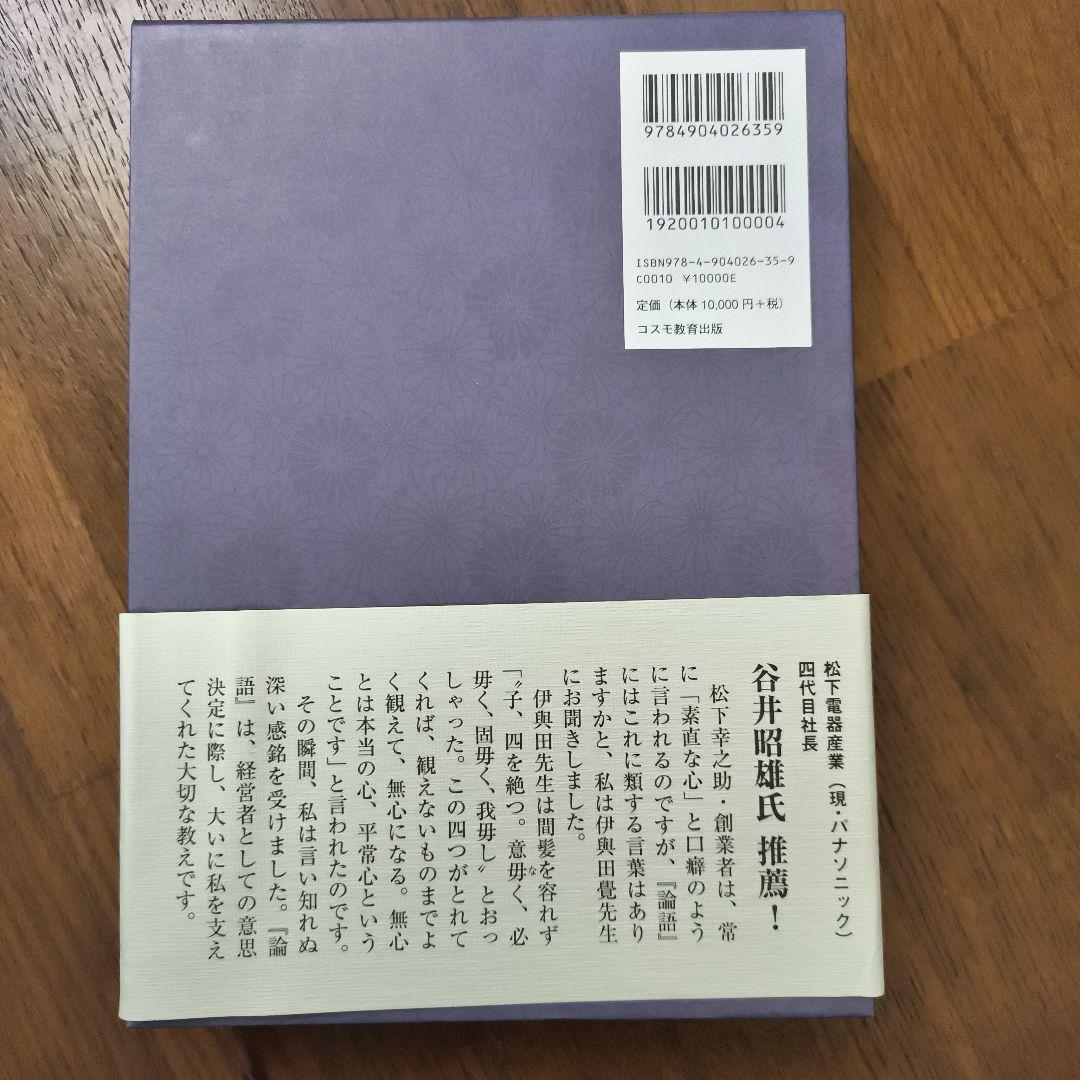 9784904026359
1920010100004
ISBN978-4-904026-35-9
C0010 ¥10000E
定価（本体10,000円＋税）
コスモ教育出版
松下電器産業（現・パナソニック）
四代目社長
谷井昭雄氏 推薦！
松下幸之助・創業者は、常
に「素直な心」と口癖のよう
に言われるのですが、『論語』
にはこれに類する言葉はあり
ますかと、私は伊與田覺先生
にお聞きしました。
伊與田先生は間髪を容れず
「〝子、四を絶つ。意毋く、必
な
毋く、固毋く、我毋し〟とおっ
しゃった。この四つがとれて
くれば、観えないものまでよ
く観えて、無心になる。無心
とは本当の心、平常心という
ことです」と言われたのです。
その瞬間、私は言い知れぬ
深い感銘を受けました。『論
語』は、経営者としての意思
決定に際し、大いに私を支え
てくれた大切な教えです。